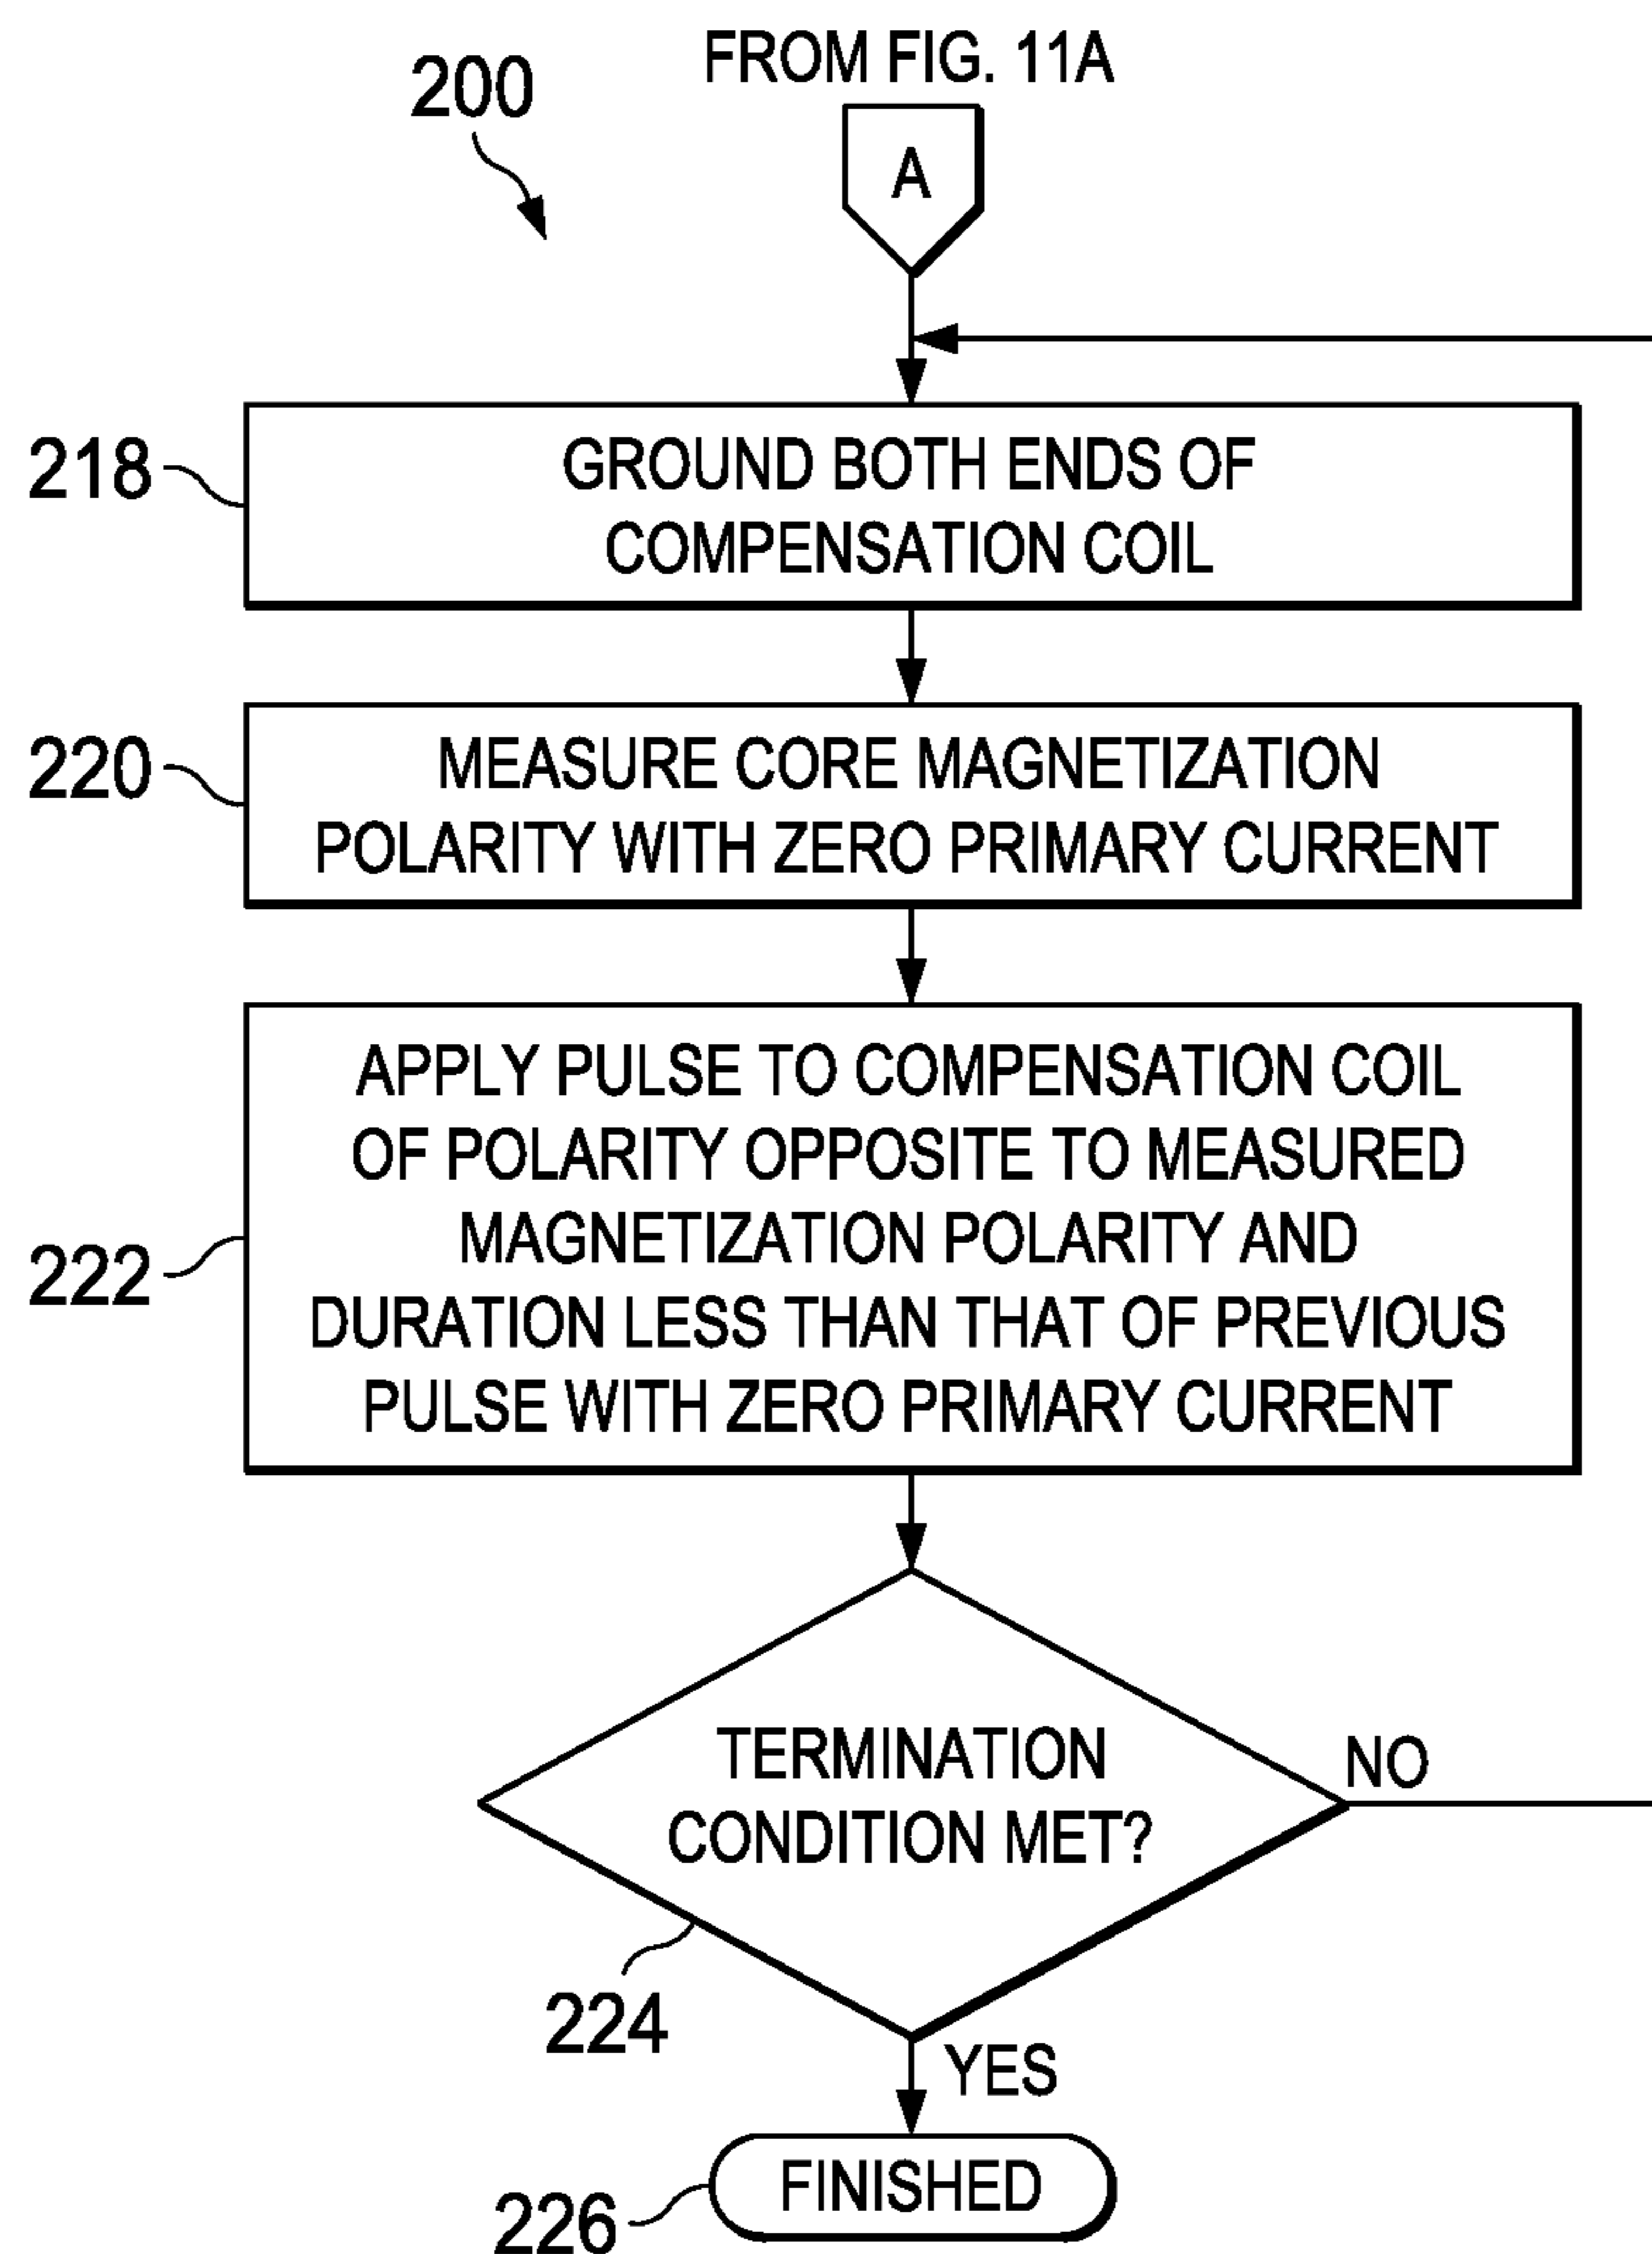 FROM FIG. 11A
200
A
218
GROUND BOTH ENDS OF
COMPENSATION COIL
220
MEASURE CORE MAGNETIZATION
POLARITY WITH ZERO PRIMARY CURRENT
222
APPLY PULSE TO COMPENSATION COIL
OF POLARITY OPPOSITE TO MEASURED
MAGNETIZATION POLARITY AND
DURATION LESS THAN THAT OF PREVIOUS
PULSE WITH ZERO PRIMARY CURRENT
TERMINATION
CONDITION MET?
NO
224
YES
FINISHED
226